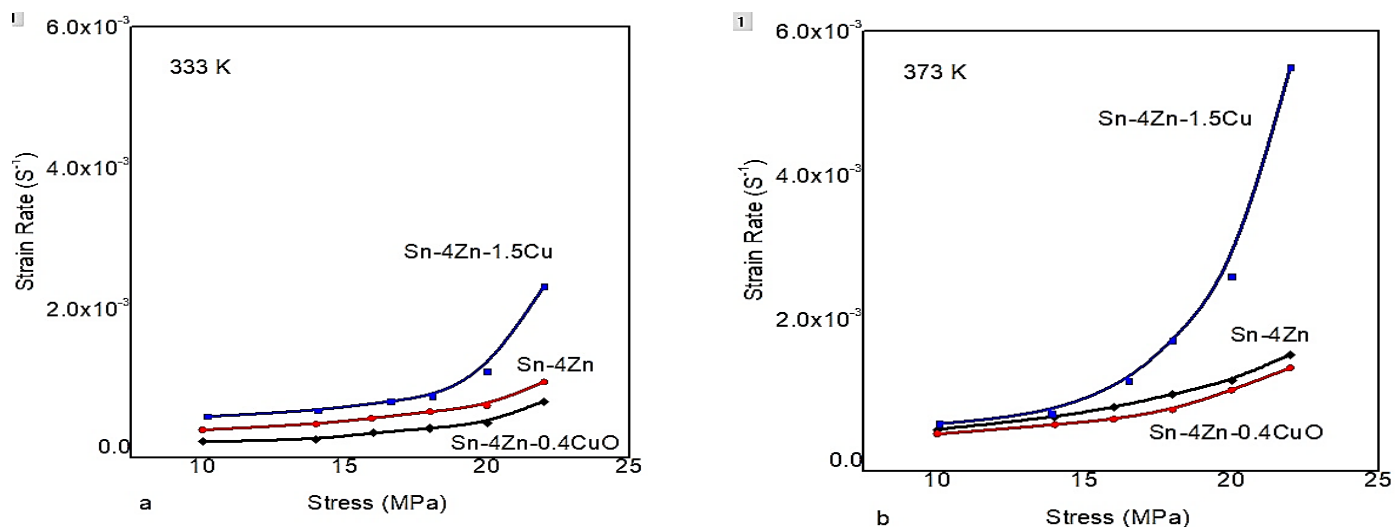 1
6.0x10⁻³
333 K
4.0x10⁻³
Strain Rate (S⁻¹)
Sn-4Zn-1.5Cu
2.0x10⁻³
Sn-4Zn
Sn-4Zn-0.4CuO
0.0
10 15 20 25
a Stress (MPa)
1
6.0x10⁻³
373 K
Sn-4Zn-1.5Cu
4.0x10⁻³
Strain Rate (S⁻¹)
2.0x10⁻³
Sn-4Zn
Sn-4Zn-0.4CuO
0.0
10 15 20 25
b Stress (MPa)